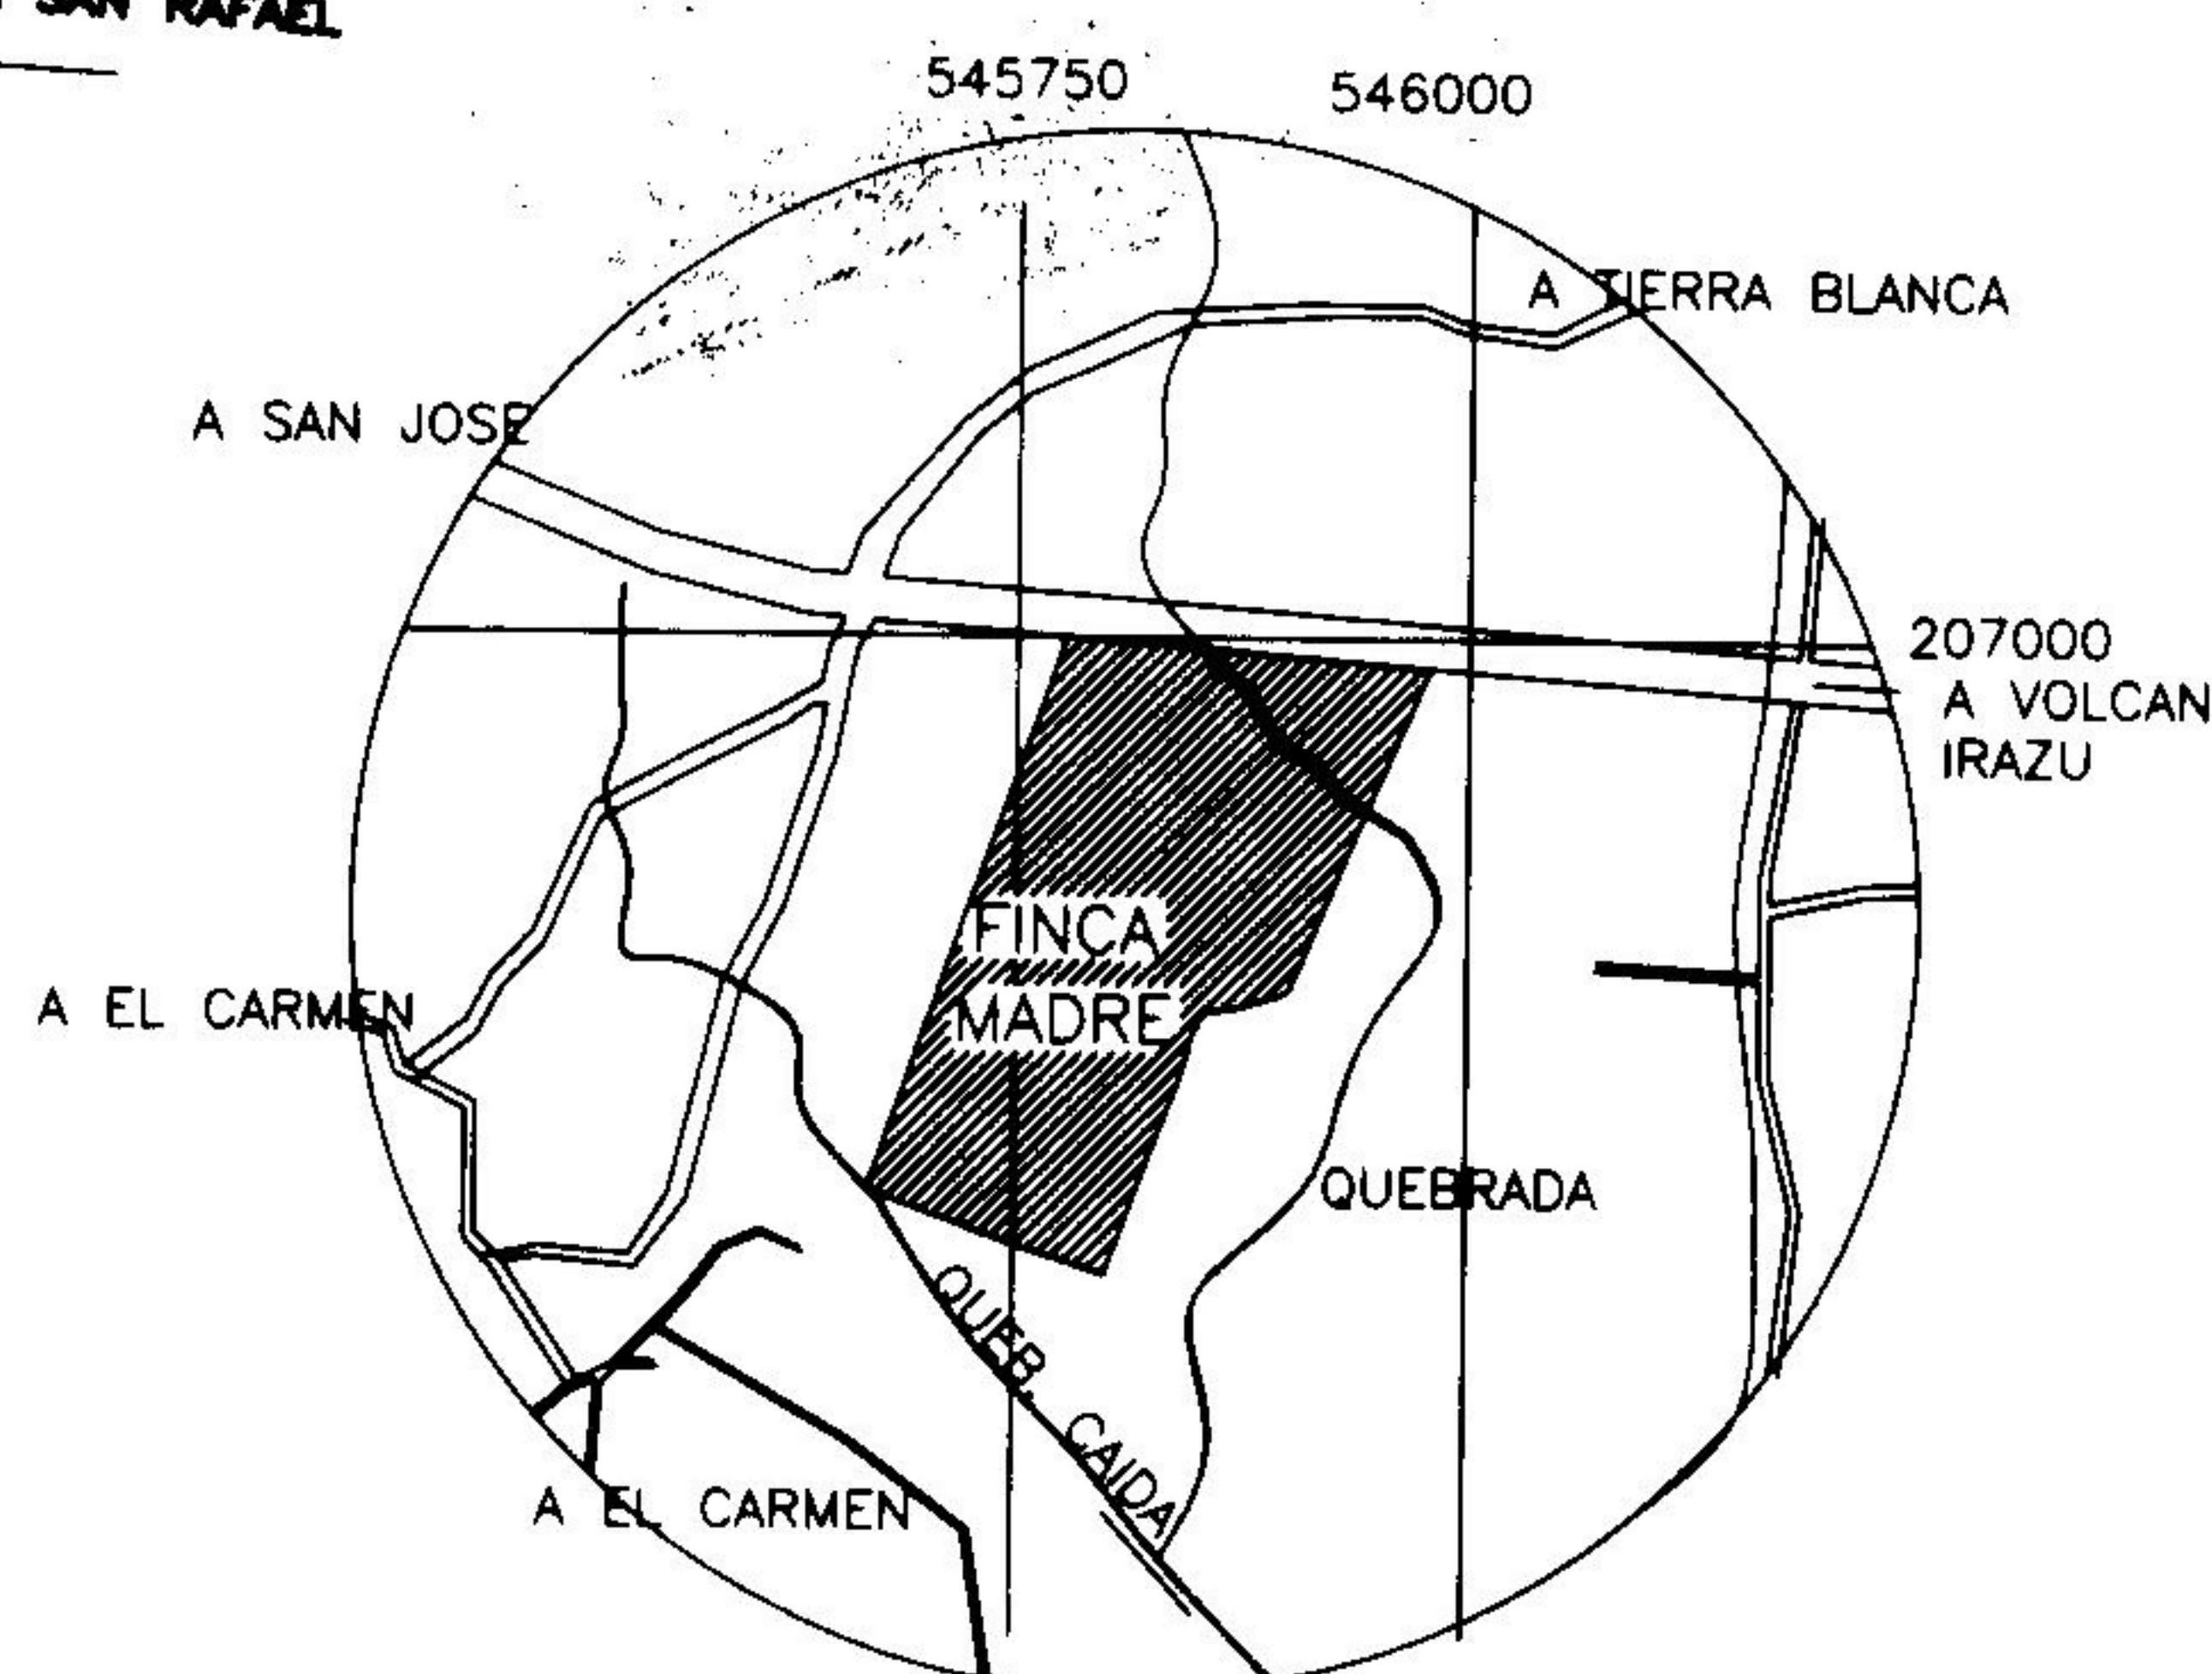 SAN RAFAEL
545750
546000
A TIERRA BLANCA
A SAN JOSE
207000
A VOLCAN
IRAZU
FINCA
MADRE
A EL CARMEN
QUEBRADA
QUEB. CAIDA
A EL CARMEN